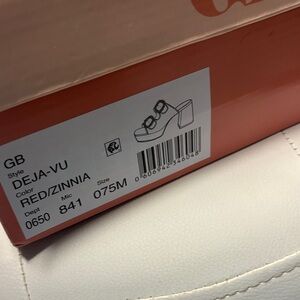 GB
Style
DEJA-VU
Color
RED/ZINNIA
Dept Mic Size
0650 841 075M